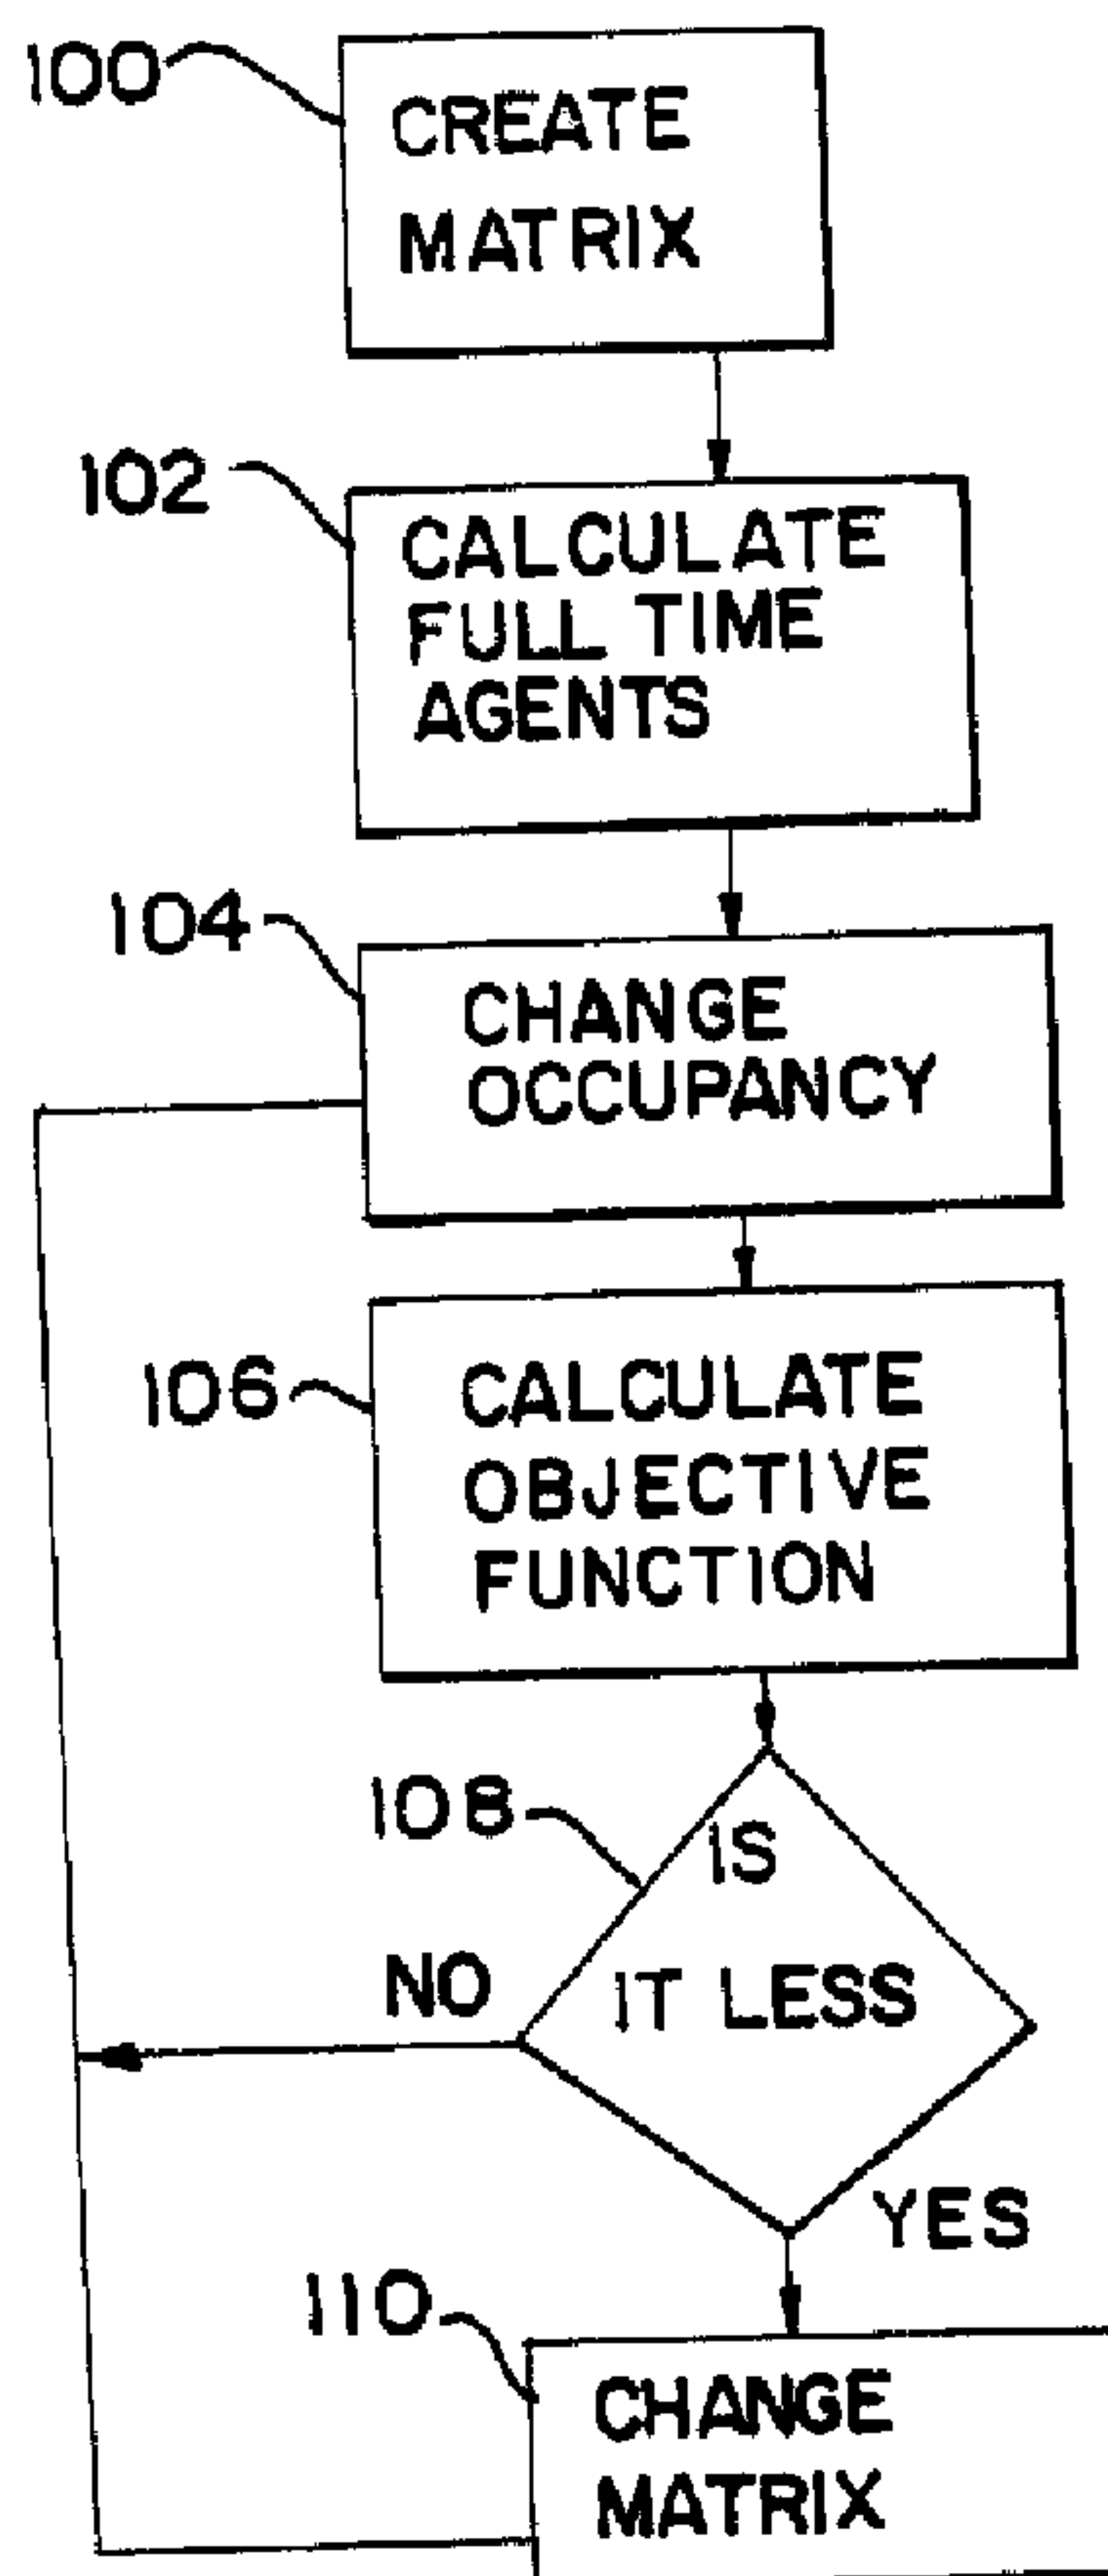 100
CREATE
MATRIX
102
CALCULATE
FULL TIME
AGENTS
104
CHANGE
OCCUPANCY
106
CALCULATE
OBJECTIVE
FUNCTION
108
IS
IT LESS
NO
YES
110
CHANGE
MATRIX